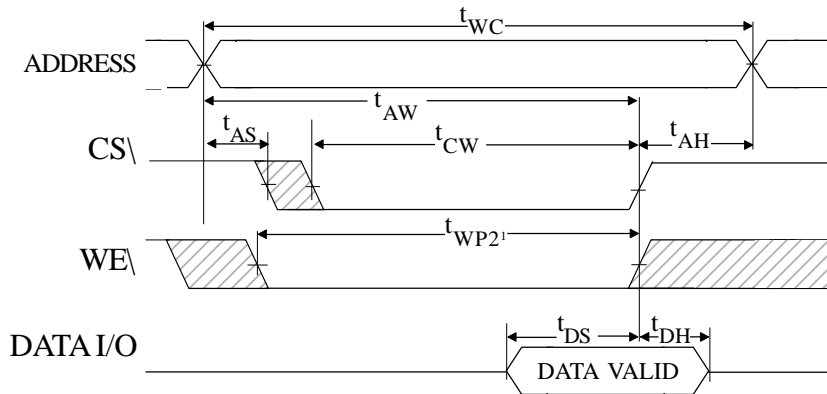 tWC
ADDRESS
tAW
tAS
tCW
tAH
CS\
tWP2¹
WE\
tDS
tDH
DATA I/O
DATA VALID